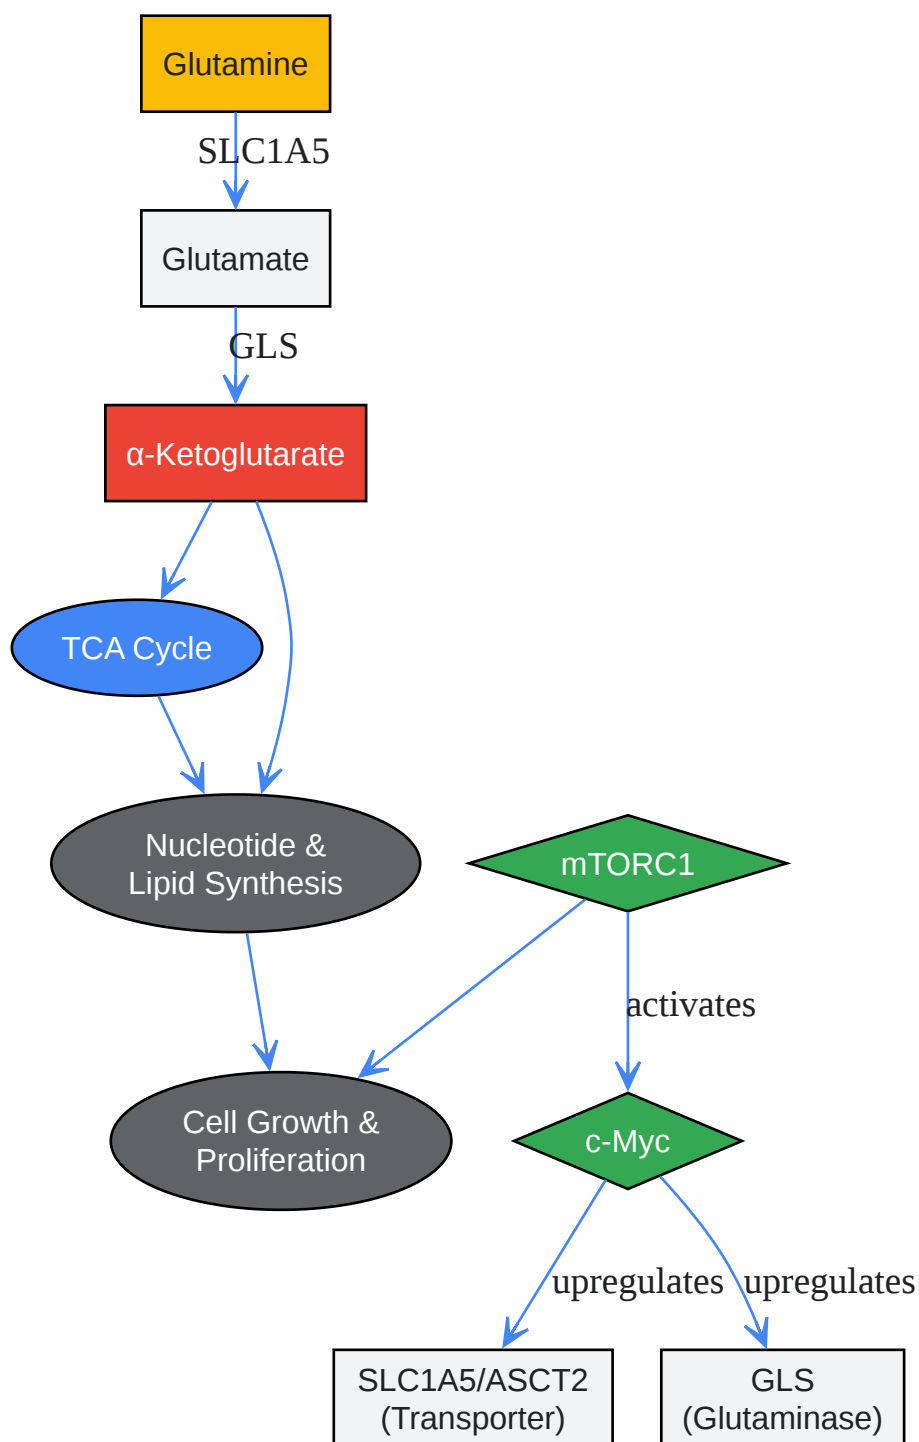 Glutamine
SLC1A5
Glutamate
GLS
α-Ketoglutarate
TCA Cycle
Nucleotide &
Lipid Synthesis
mTORC1
activates
Cell Growth &
Proliferation
c-Myc
upregulates
upregulates
SLC1A5/ASCT2
(Transporter)
GLS
(Glutaminase)